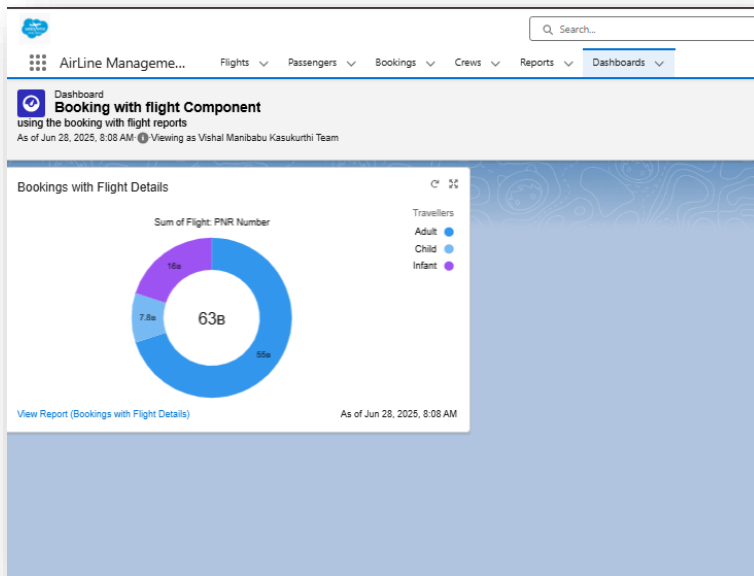 Search...
AirLine Manageme...
Flights
Passengers
Bookings
Crews
Reports
Dashboards
Dashboard
Booking with flight Component
using the booking with flight reports
As of Jun 28, 2025, 8:08 AM·Viewing as Vishal Manibabu Kasukurthi Team
Bookings with Flight Details
Sum of Flight: PNR Number
Travellers
Adult
Child
Infant
16B
7.8B
63B
55B
View Report (Bookings with Flight Details)
As of Jun 28, 2025, 8:08 AM